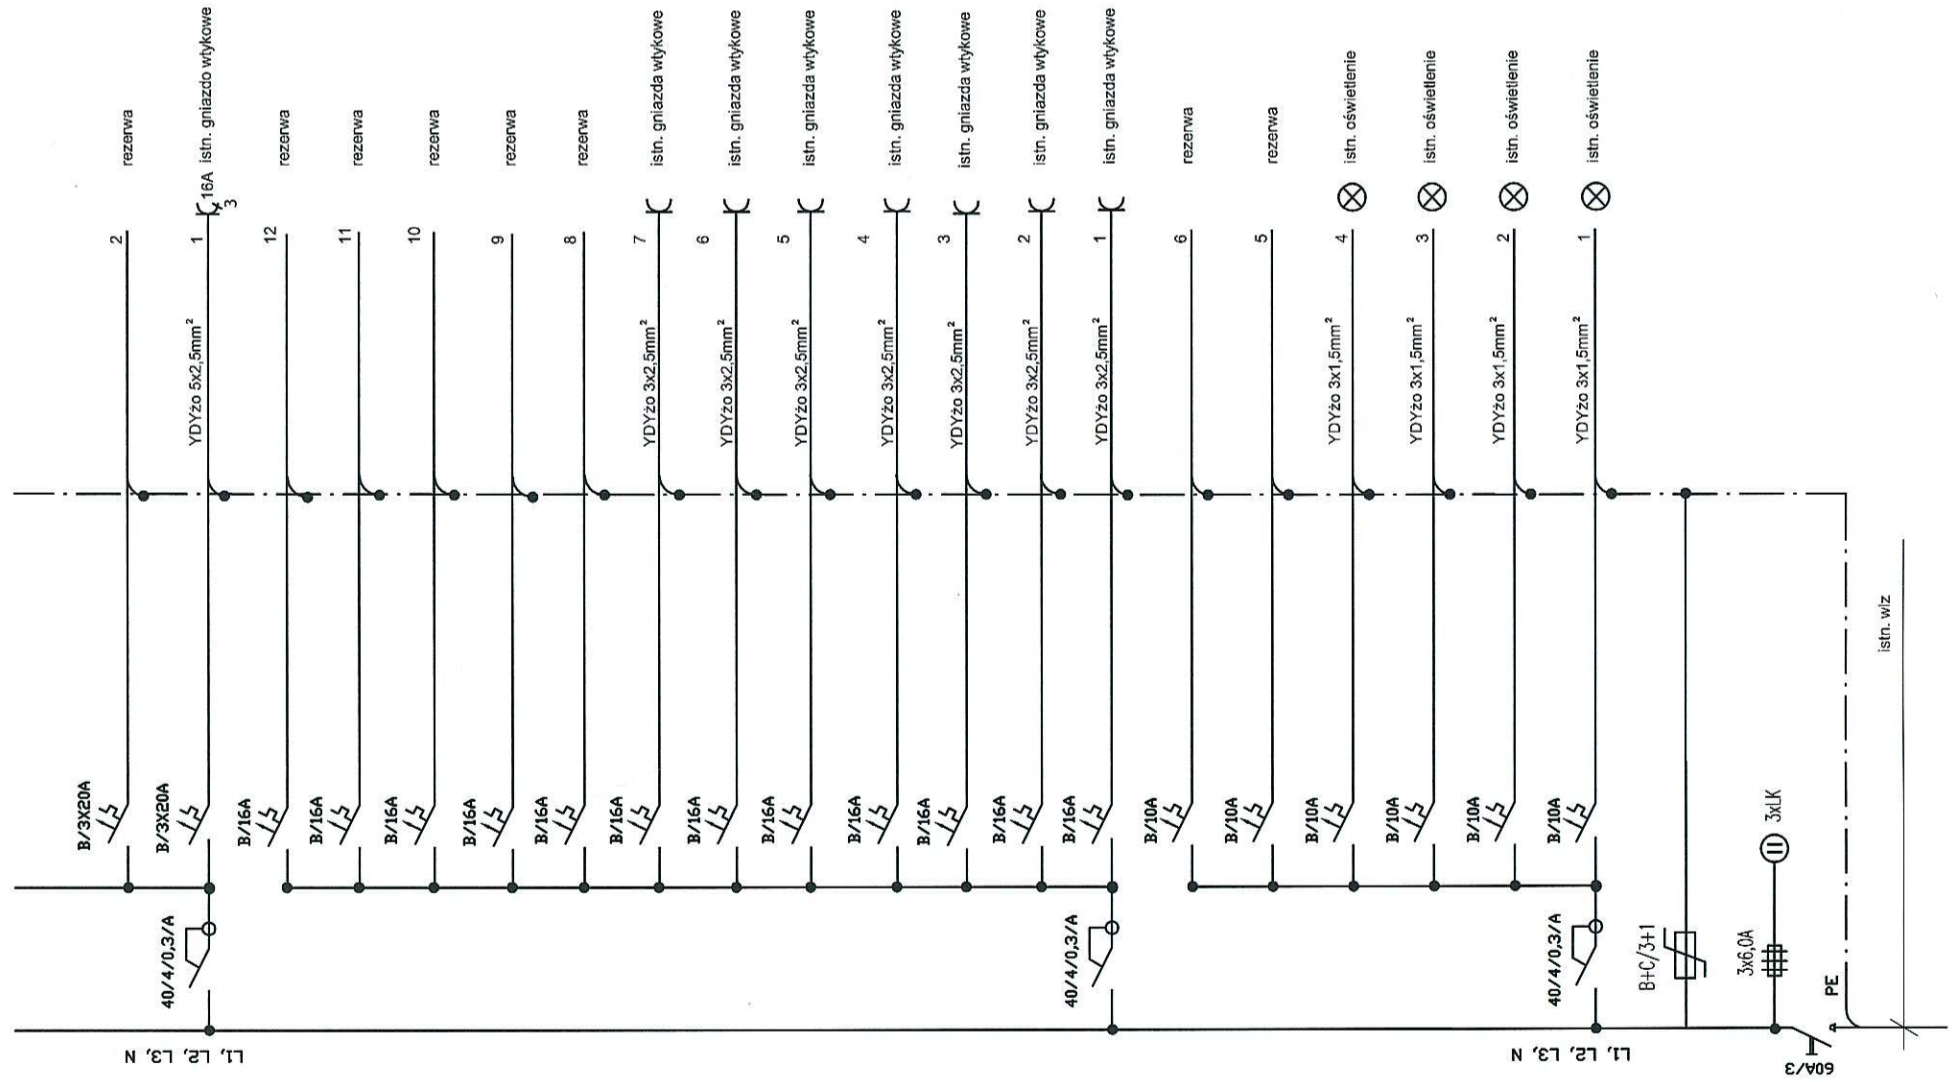 rezerwa
istn. gniazdo wtykowe
rezerwa
rezerwa
rezerwa
rezerwa
rezerwa
istn. gniazda wtykowe
istn. gniazda wtykowe
istn. gniazda wtykowe
istn. gniazda wtykowe
istn. gniazda wtykowe
istn. gniazda wtykowe
istn. gniazda wtykowe
rezerwa
rezerwa
istn. oświetlenie
istn. oświetlenie
istn. oświetlenie
istn. oświetlenie
16A
3
2
1
12
11
10
9
8
7
6
5
4
3
2
1
6
5
4
3
2
1
YDYżo 5x2,5mm²
YDYżo 3x2,5mm²
YDYżo 3x2,5mm²
YDYżo 3x2,5mm²
YDYżo 3x2,5mm²
YDYżo 3x2,5mm²
YDYżo 3x2,5mm²
YDYżo 3x2,5mm²
YDYżo 3x1,5mm²
YDYżo 3x1,5mm²
YDYżo 3x1,5mm²
YDYżo 3x1,5mm²
istn. wlz
B/3X20A
B/3X20A
B/16A
B/16A
B/16A
B/16A
B/16A
B/16A
B/16A
B/16A
B/16A
B/16A
B/16A
B/16A
B/10A
B/10A
B/10A
B/10A
B/10A
B/10A
3xLK
40/4/0,3/A
40/4/0,3/A
40/4/0,3/A
B+C/3+1
3x6,0A
PE
L1, L2, L3, N
L1, L2, L3, N
60A/3